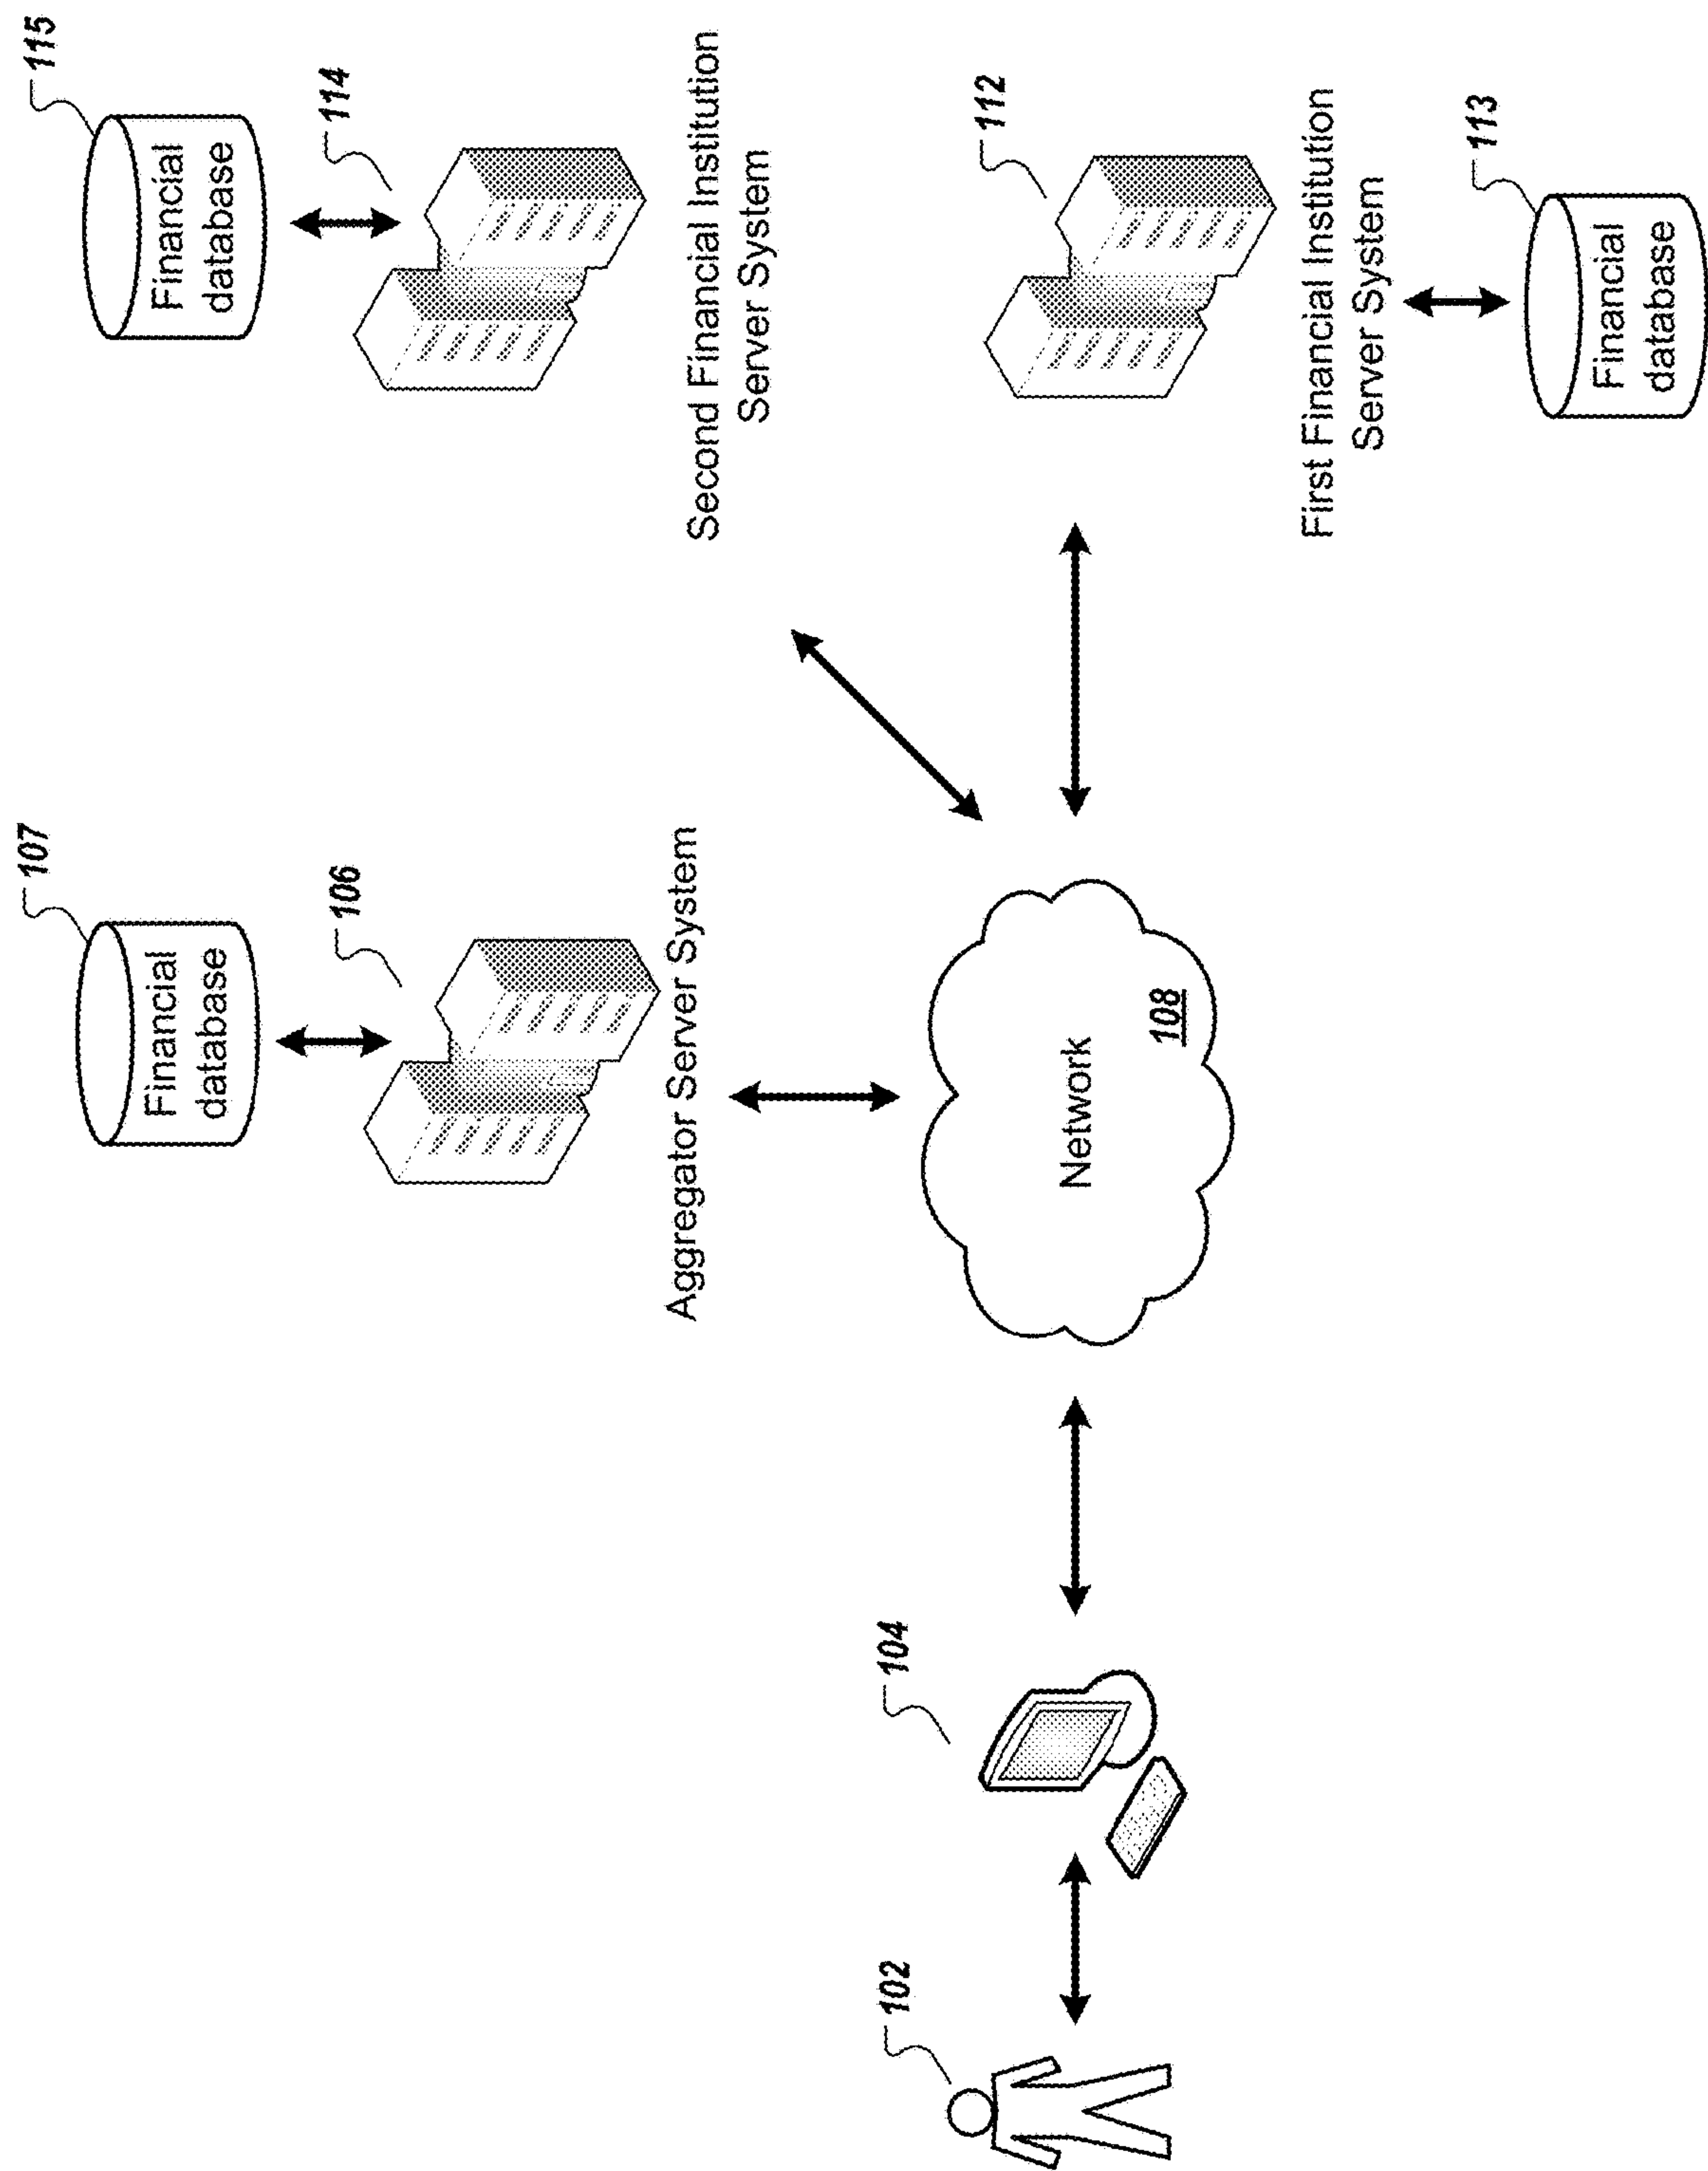 107
Financial
database
106
Aggregator Server System
115
Financial
database
114
Second Financial Institution
Server System
102
104
Network
108
112
First Financial Institution
Server System
113
Financial
database